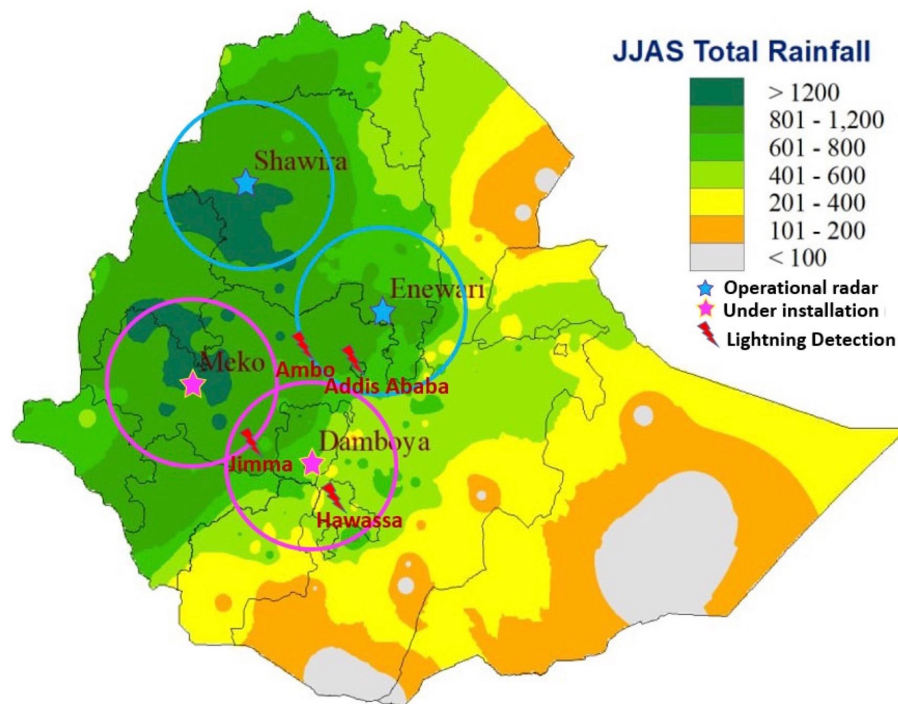 JJAS Total Rainfall
> 1200
801 - 1,200
601 - 800
401 - 600
201 - 400
101 - 200
< 100
Operational radar
Under installation
Lightning Detection
Shawira
Enewari
Ambo
Meko
Addis Ababa
Damboya
Jimma
Hawassa